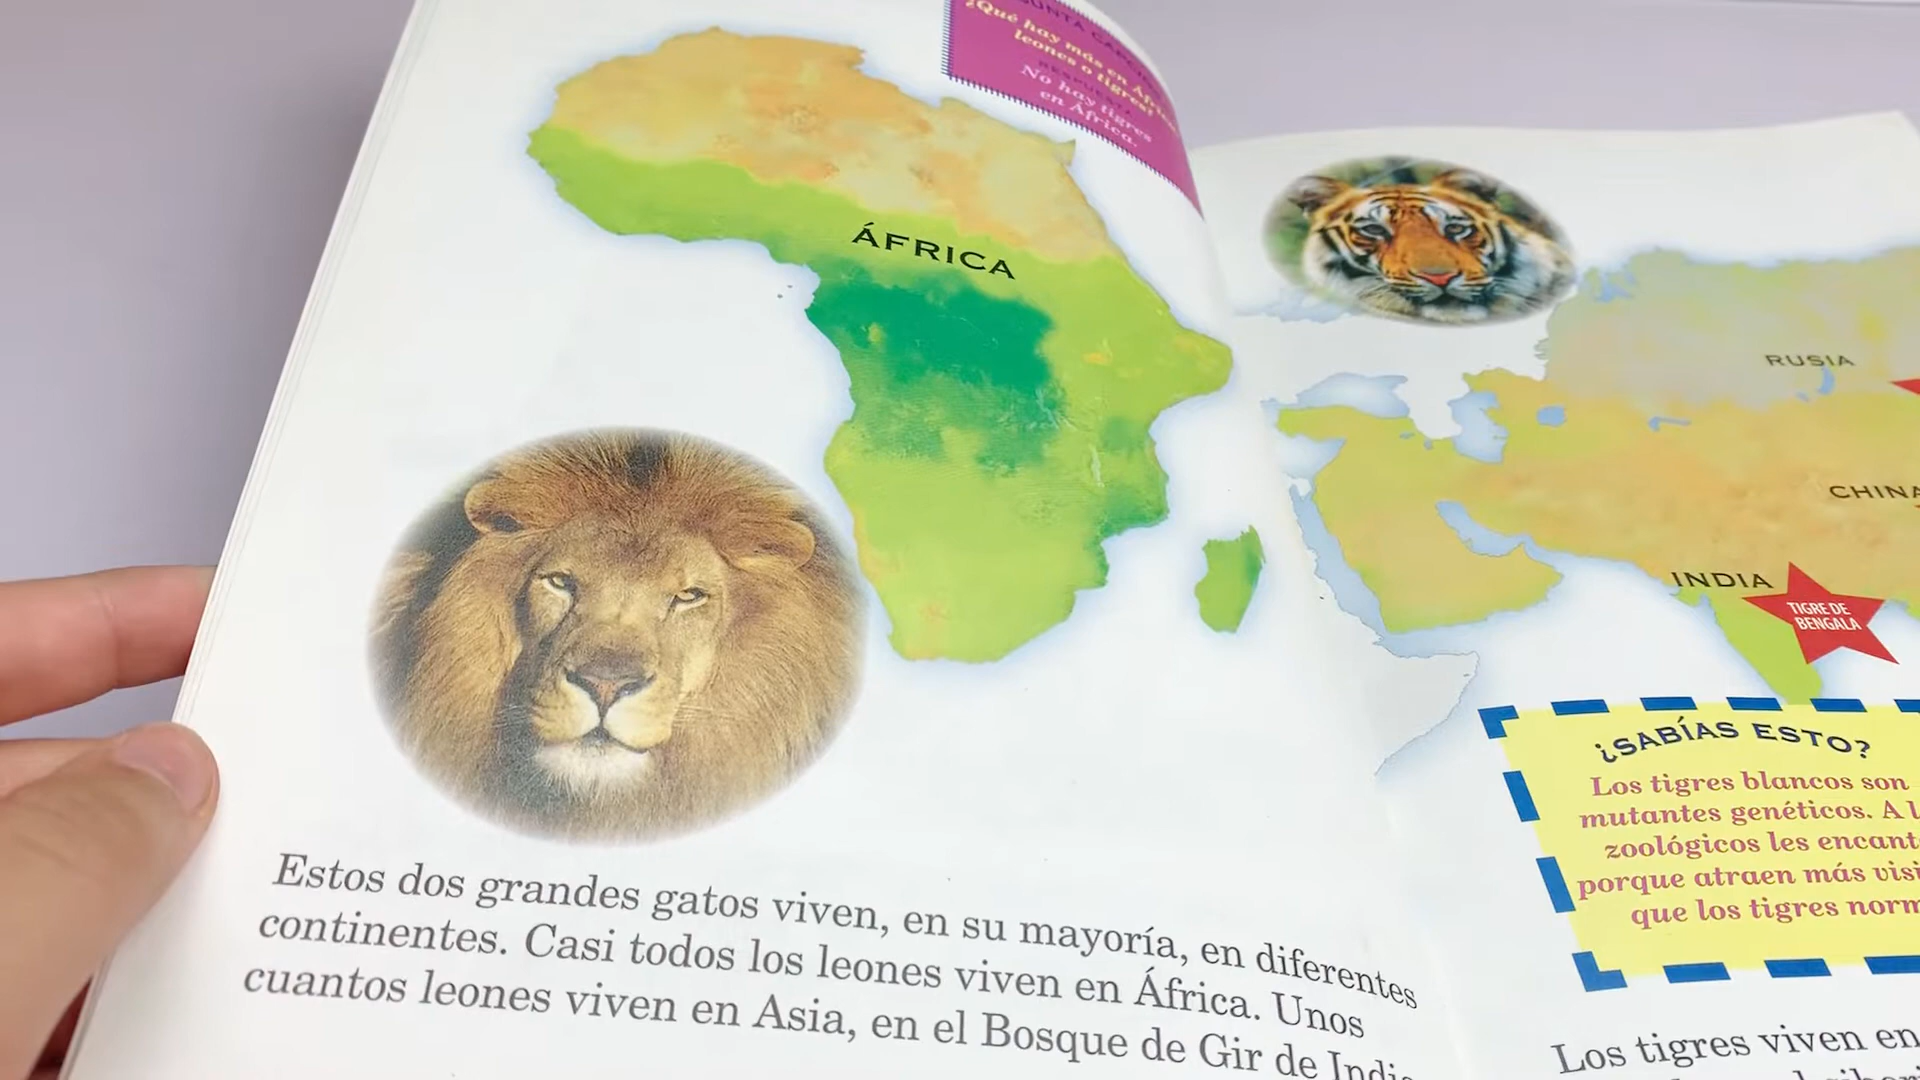 ¿Qué hay más en África
leones o tigres?
No hay tigres
en África.
ÁFRICA
Estos dos grandes gatos viven, en su mayoría, en diferentes
continentes. Casi todos los leones viven en África. Unos
cuantos leones viven en Asia, en el Bosque de Gir de
RUSIA
CHINA
INDIA
TIGRE DE
BENGALA
¿SABÍAS ESTO?
Los tigres blancos son
mutantes genéticos. A
zoológicos les
porque atraen más
que los tigres
Los tigres viven en